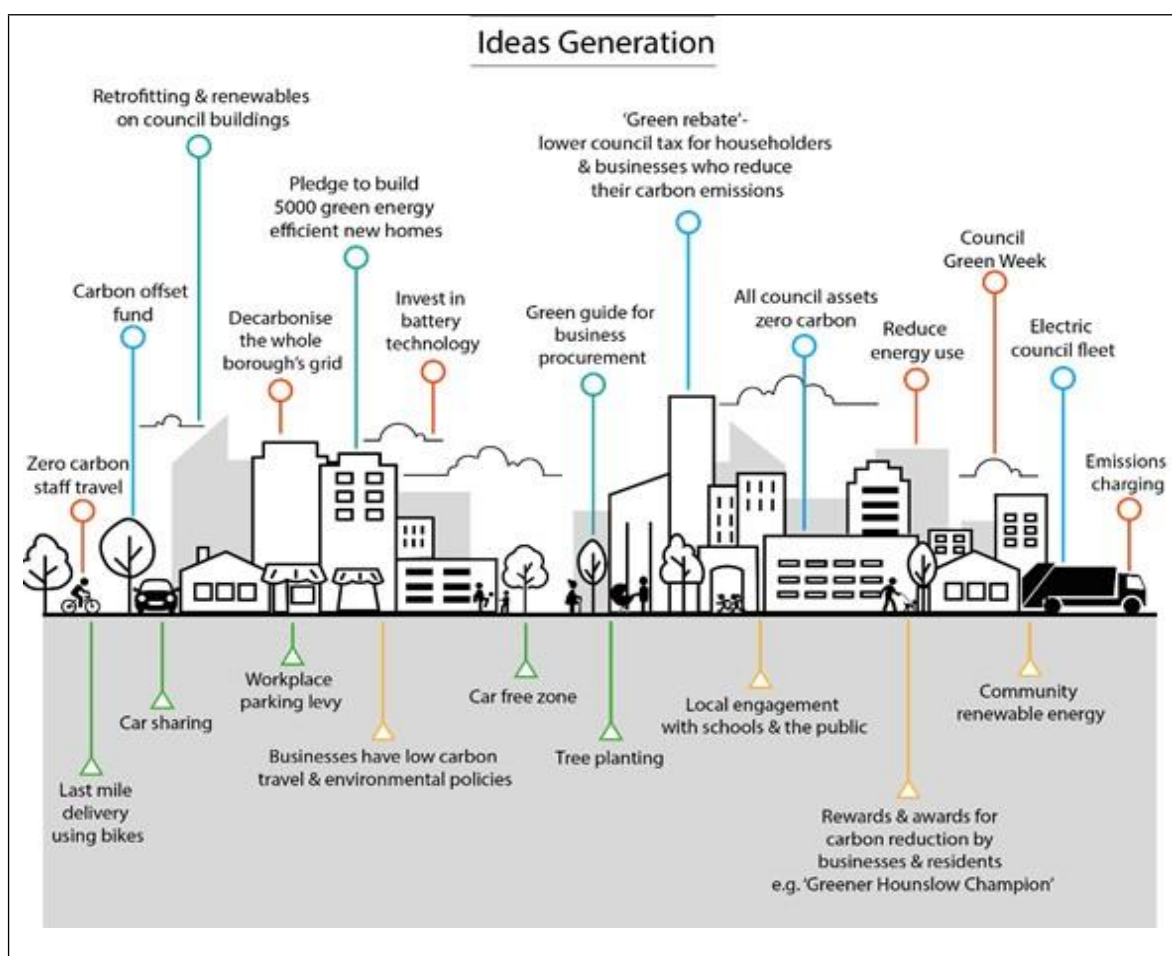 Ideas Generation
Retrofitting & renewables
on council buildings
'Green rebate'-
lower council tax for householders
& businesses who reduce
their carbon emissions
Pledge to build
5000 green energy
efficient new homes
Council
Green Week
Carbon offset
fund
Decarbonise
the whole
borough's grid
Invest in
battery
technology
Green guide for
business
procurement
All council assets
zero carbon
Reduce
energy use
Electric
council fleet
Zero carbon
staff travel
Emissions
charging
Last mile
delivery
using bikes
Car sharing
Workplace
parking levy
Businesses have low carbon
travel & environmental policies
Car free zone
Tree planting
Local engagement
with schools & the public
Rewards & awards for
carbon reduction by
businesses & residents
e.g. 'Greener Hounslow Champion'
Community
renewable energy